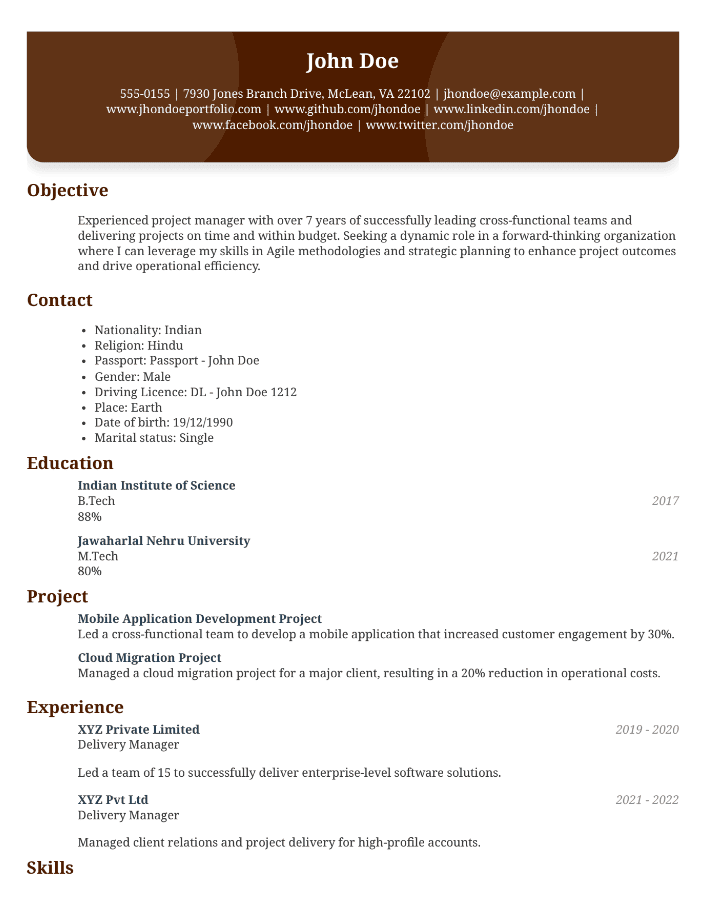 John Doe
555-0155 | 7930 Jones Branch Drive, McLean, VA 22102 | jhondoe@example.com |
www.jhondoeportfolio.com | www.github.com/jhondoe | www.linkedin.com/jhondoe |
www.facebook.com/jhondoe | www.twitter.com/jhondoe
Objective
Experienced project manager with over 7 years of successfully leading cross-functional teams and
delivering projects on time and within budget. Seeking a dynamic role in a forward-thinking organization
where I can leverage my skills in Agile methodologies and strategic planning to enhance project outcomes
and drive operational efficiency.
Contact
• Nationality: Indian
• Religion: Hindu
• Passport: Passport - John Doe
• Gender: Male
• Driving Licence: DL - John Doe 1212
• Place: Earth
• Date of birth: 19/12/1990
• Marital status: Single
Education
Indian Institute of Science
B.Tech 2017
88%
Jawaharlal Nehru University
M.Tech 2021
80%
Project
Mobile Application Development Project
Led a cross-functional team to develop a mobile application that increased customer engagement by 30%.
Cloud Migration Project
Managed a cloud migration project for a major client, resulting in a 20% reduction in operational costs.
Experience
XYZ Private Limited 2019 - 2020
Delivery Manager
Led a team of 15 to successfully deliver enterprise-level software solutions.
XYZ Pvt Ltd 2021 - 2022
Delivery Manager
Managed client relations and project delivery for high-profile accounts.
Skills